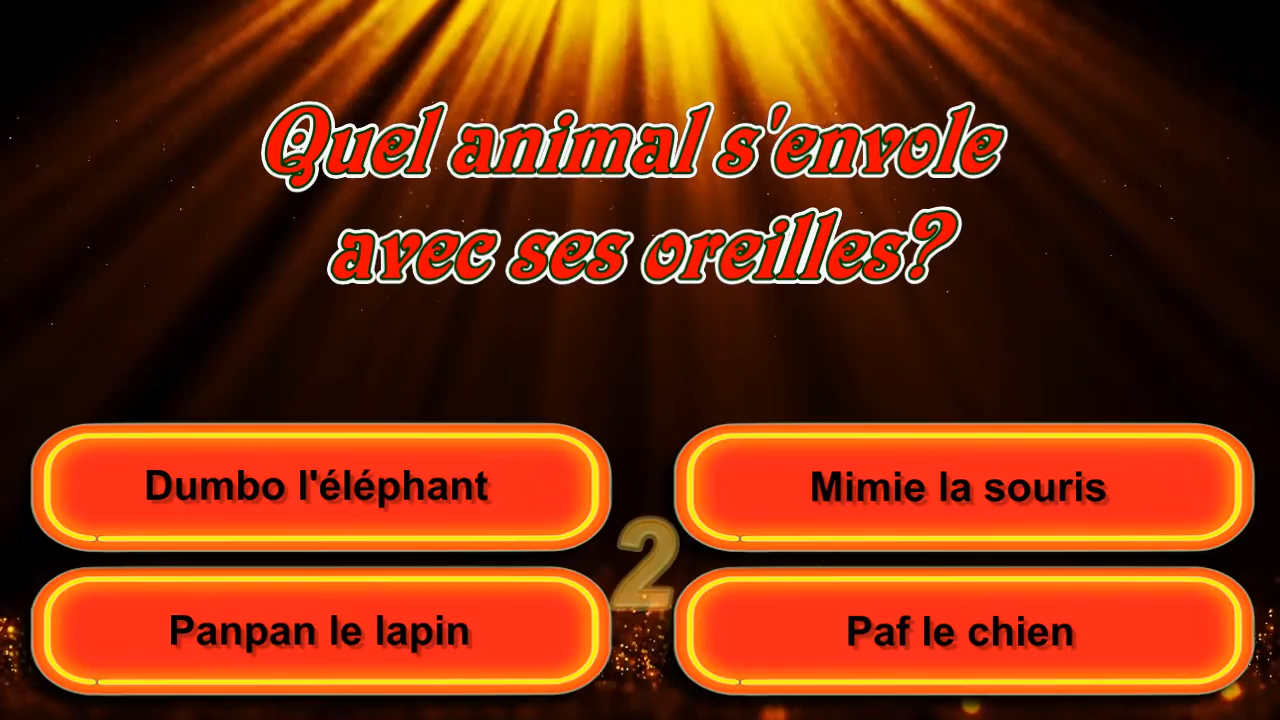 Quel animal s'envole
avec ses oreilles?
Dumbo l'éléphant
Mimie la souris
2
Panpan le lapin
Paf le chien